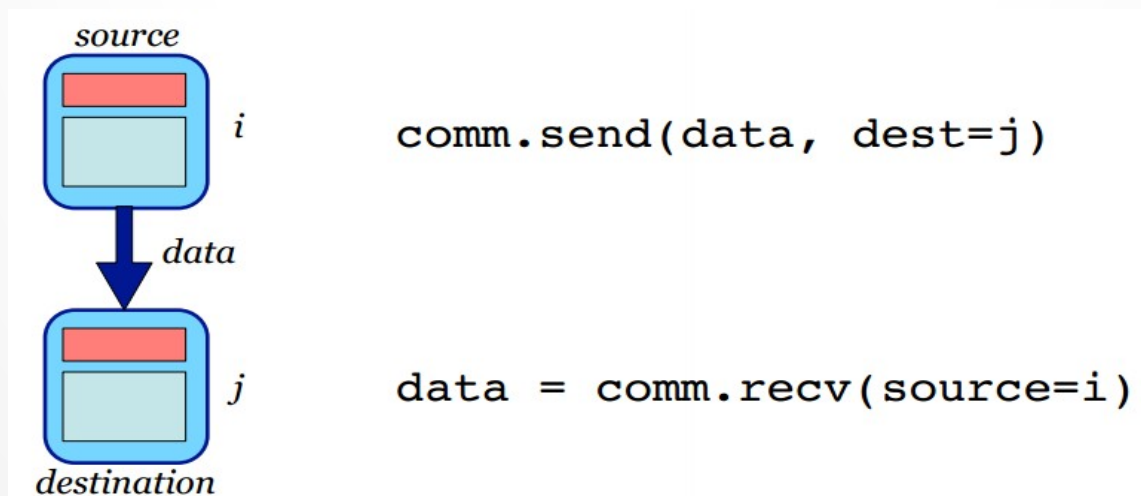 source
i
comm.send(data, dest=j)
data
j
data = comm.recv(source=i)
destination